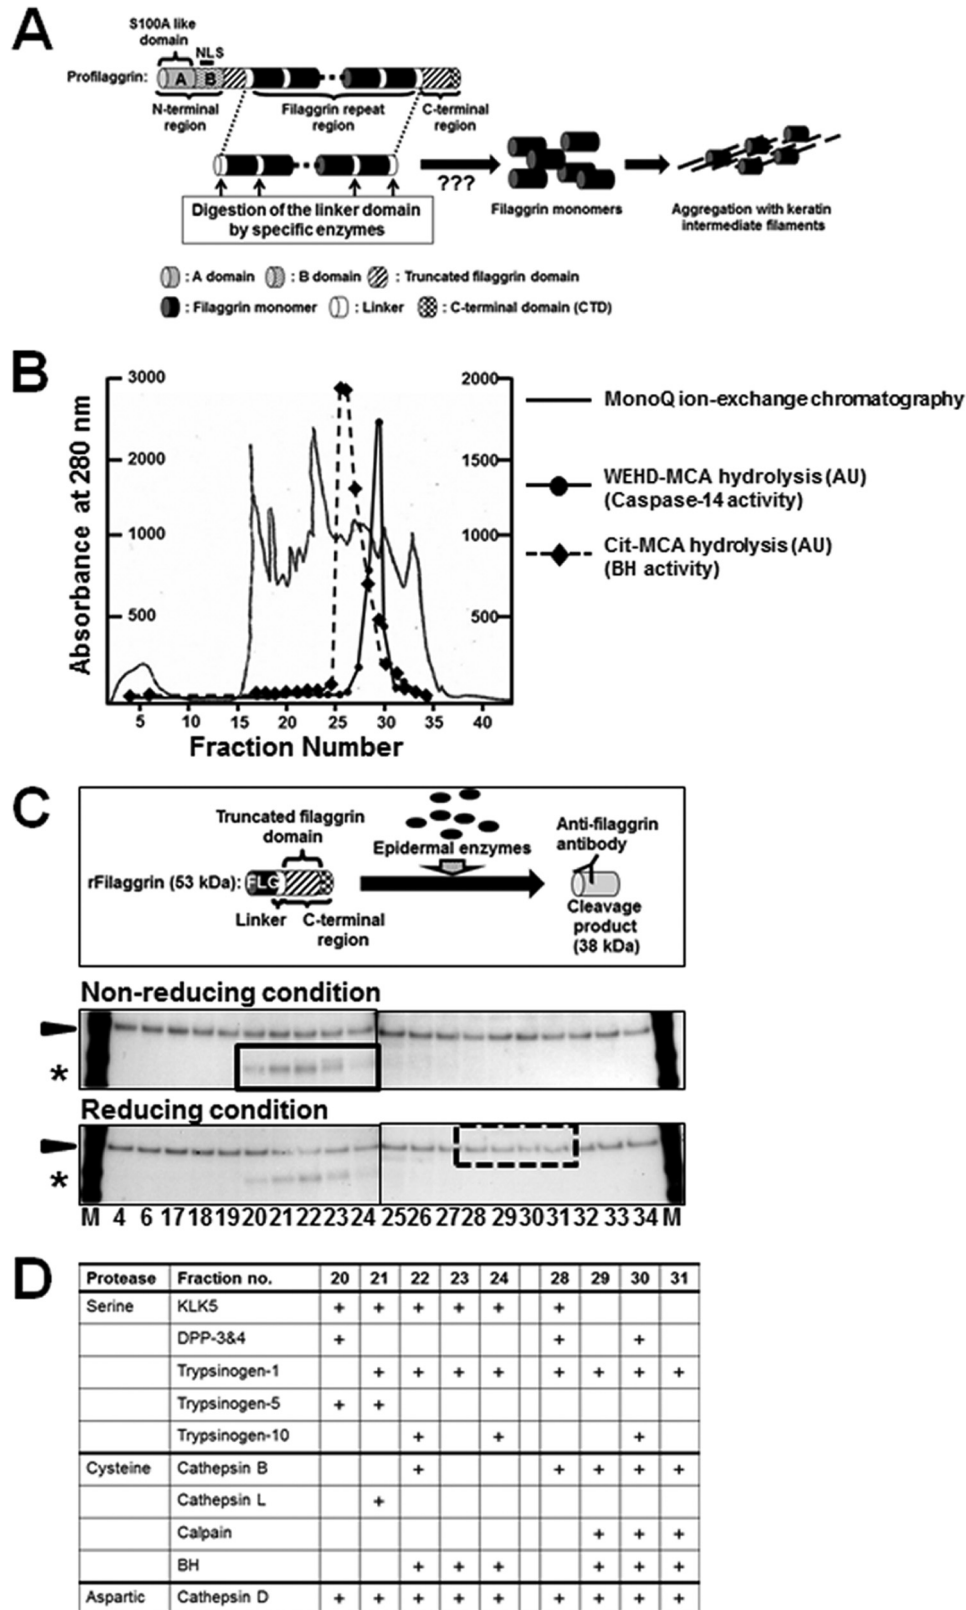 A
S100A like
domain
NLS
Profilaggrin:
A
B
N-terminal
region
Filaggrin repeat
region
C-terminal
region
???
Digestion of the linker domain
by specific enzymes
Filaggrin monomers
Aggregation with keratin
intermediate filaments
: A domain
: B domain
: Truncated filaggrin domain
: Filaggrin monomer
: Linker
: C-terminal domain (CTD)
B
Absorbance at 280 nm
3000
2000
1000
500
2000
1500
1000
500
5 10 15 20 25 30 35 40
Fraction Number
MonoQ ion-exchange chromatography
WEHD-MCA hydrolysis (AU)
(Caspase-14 activity)
Cit-MCA hydrolysis (AU)
(BH activity)
C
Truncated filaggrin
domain
Epidermal enzymes
Anti-filaggrin
antibody
rFilaggrin (53 kDa):
FLG
Linker
C-terminal
region
Cleavage
product
(38 kDa)
Non-reducing condition
*
Reducing condition
*
M 4 6 17 18 19 20 21 22 23 24 25 26 27 28 29 30 31 32 33 34 M
D
Protease Fraction no. 20 21 22 23 24 28 29 30 31
Serine KLK5 + + + + + +
DPP-3&4 + + +
Trypsinogen-1 + + + + + + + +
Trypsinogen-5 + +
Trypsinogen-10 + + +
Cysteine Cathepsin B + + + + +
Cathepsin L +
Calpain + + +
BH + + + + + +
Aspartic Cathepsin D + + + + + + + + +